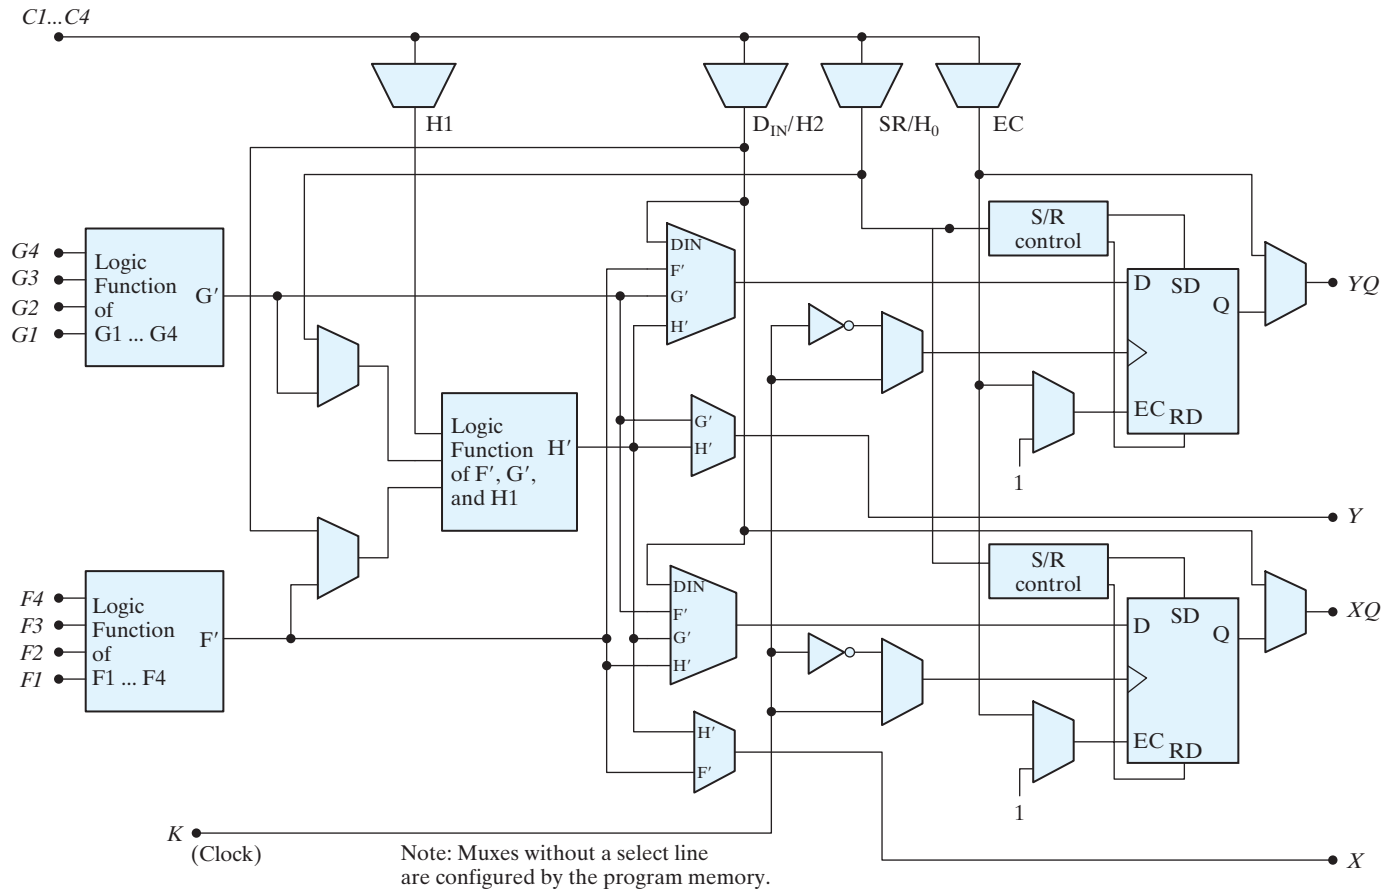 C1...C4
H1
D_IN/H2
SR/H_0
EC
S/R
control
G4
G3
G2
G1
Logic
Function
of
G1 ... G4
G′
DIN
F′
G′
H′
D
SD
Q
EC
RD
YQ
1
Logic
Function
of F′, G′,
and H1
H′
G′
H′
Y
S/R
control
F4
F3
F2
F1
Logic
Function
of
F1 ... F4
F′
DIN
F′
G′
H′
D
SD
Q
EC
RD
XQ
H′
F′
1
K
(Clock)
Note: Muxes without a select line
are configured by the program memory.
X